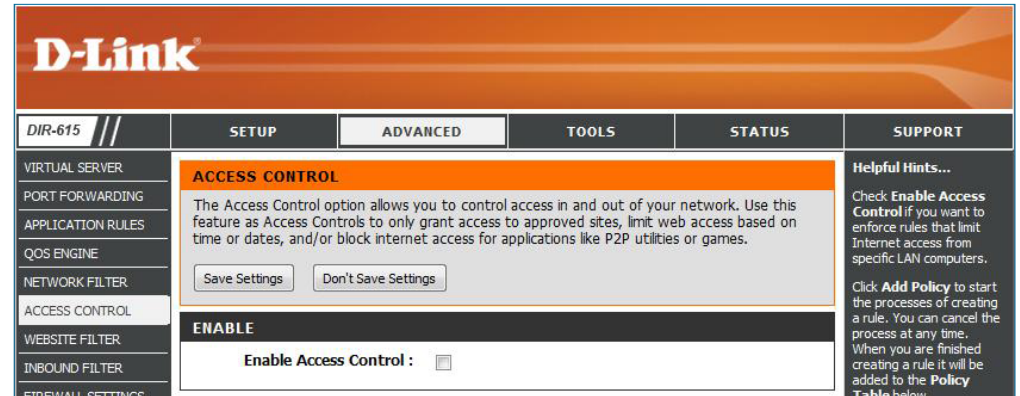 D-Link
DIR-615
SETUP
ADVANCED
TOOLS
STATUS
SUPPORT
VIRTUAL SERVER
PORT FORWARDING
APPLICATION RULES
QOS ENGINE
NETWORK FILTER
ACCESS CONTROL
WEBSITE FILTER
INBOUND FILTER
FIREWALL SETTINGS
ACCESS CONTROL
The Access Control option allows you to control access in and out of your network. Use this
feature as Access Controls to only grant access to approved sites, limit web access based on
time or dates, and/or block internet access for applications like P2P utilities or games.
Save Settings
Don't Save Settings
ENABLE
Enable Access Control :
Helpful Hints...
Check Enable Access
Control if you want to
enforce rules that limit
Internet access from
specific LAN computers.
Click Add Policy to start
the processes of creating
a rule. You can cancel the
process at any time.
When you are finished
creating a rule it will be
added to the Policy
Table below.